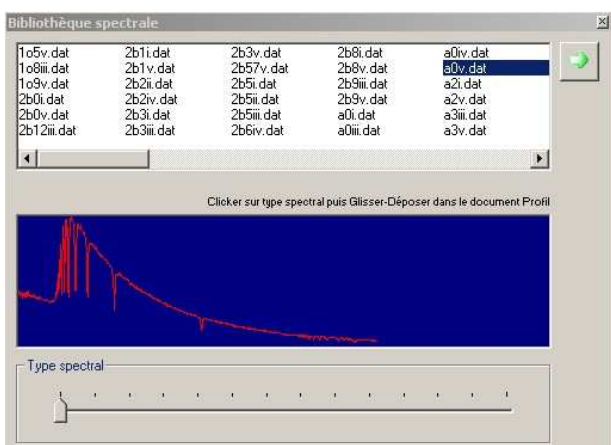 Bibliothèque spectrale
1o5v.dat 2b1i.dat 2b3v.dat 2b8i.dat a0iv.dat
1o8iii.dat 2b1v.dat 2b57v.dat 2b8v.dat a0v.dat
1o9v.dat 2b2ii.dat 2b5i.dat 2b9iii.dat a2i.dat
2b0i.dat 2b2iv.dat 2b5ii.dat 2b9v.dat a2v.dat
2b0v.dat 2b3i.dat 2b5iii.dat a0i.dat a3iii.dat
2b12iii.dat 2b3iii.dat 2b6iv.dat a0iii.dat a3v.dat
Clicker sur type spectral puis Glisser-Déposer dans le document Profil
Type spectral